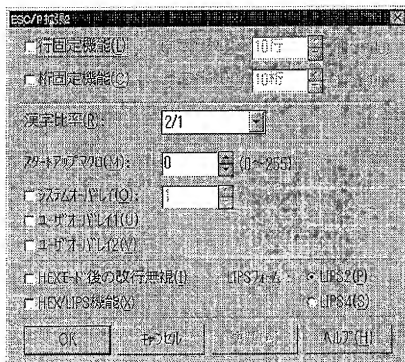 ESC/P拡張2
行固定機能(L) 10行
桁固定機能(C) 10桁
漢字比率(R): 2/1
スタートアップマクロ(M): 0 (0~255)
システムオーバレイ(O): 1
ユーザオーバレイ1(U)
ユーザオーバレイ2(V)
HEXモード後の改行無視(I) LIPSフォーム LIPS2(P)
HEX/LIPS機能(X) LIPS4(S)
OK キャンセル ヘルプ(H)